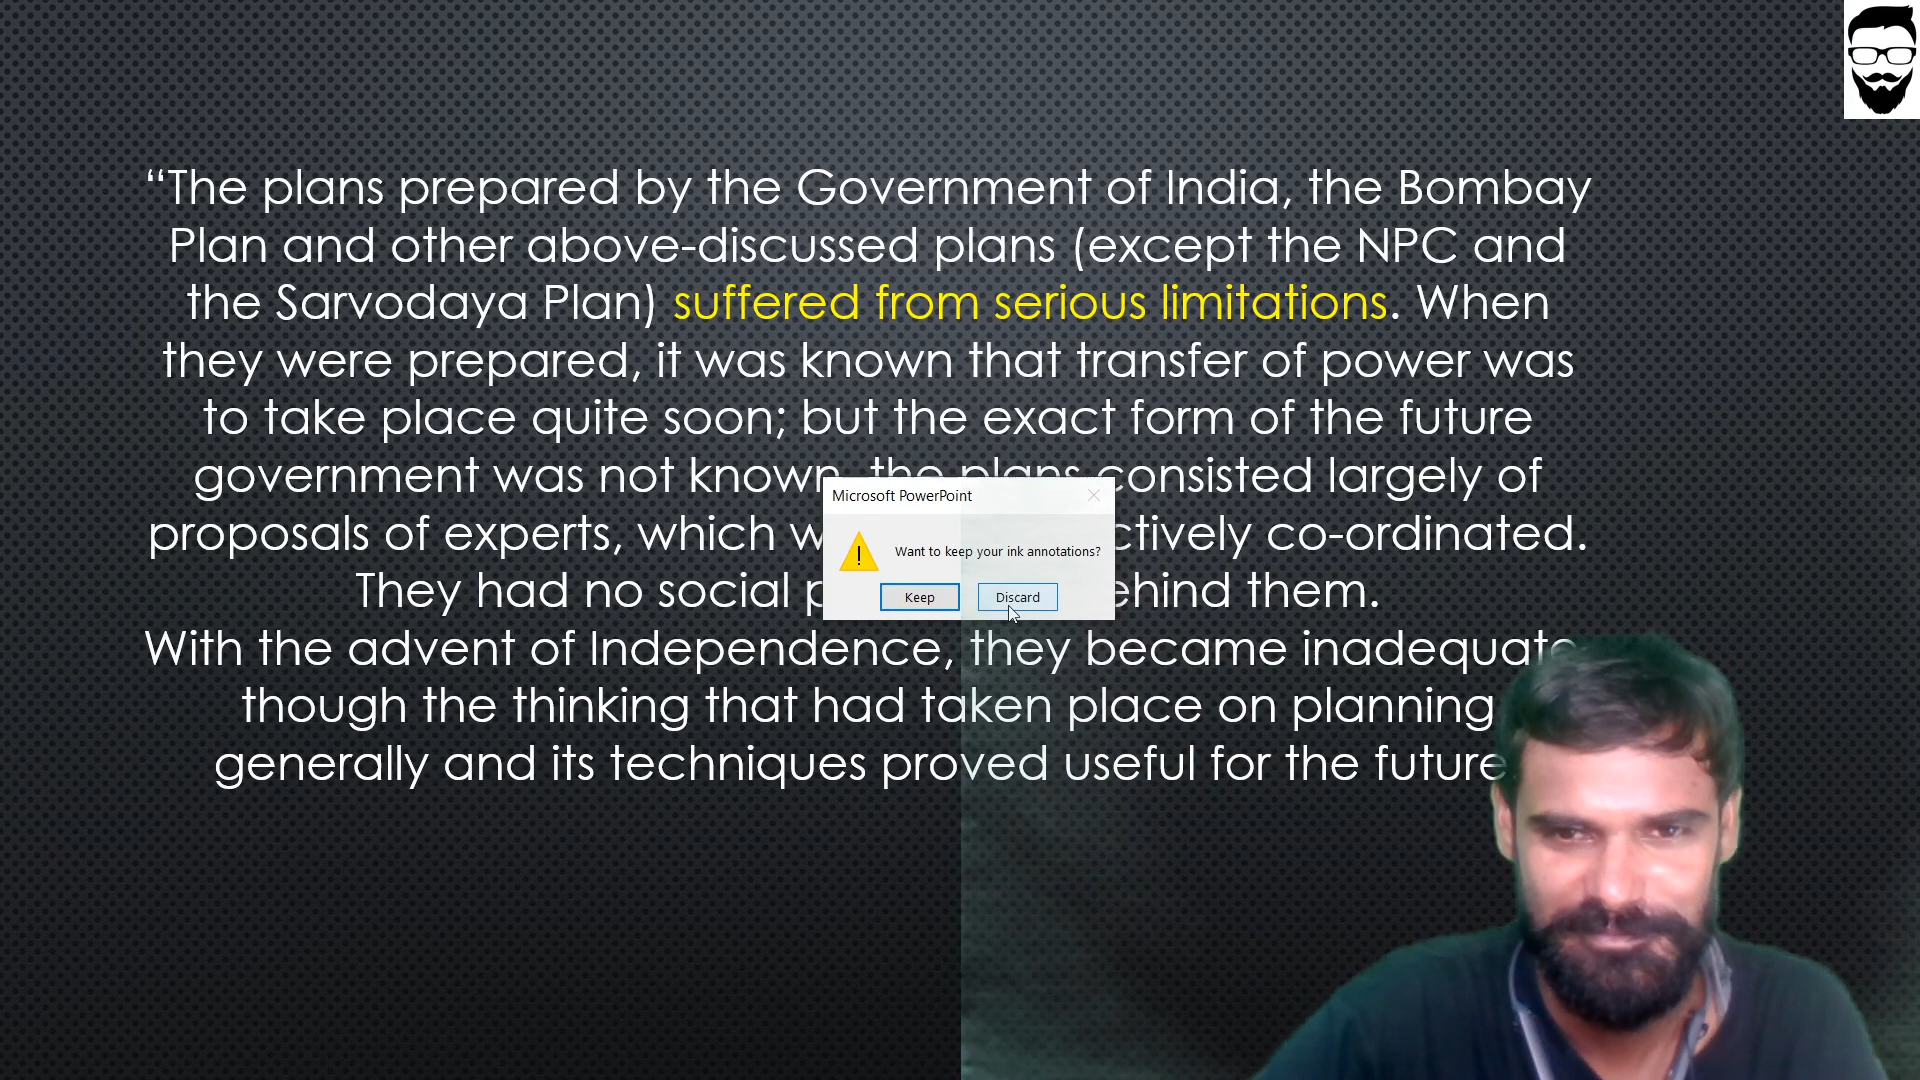 “The plans prepared by the Government of India, the Bombay
Plan and other above-discussed plans (except the NPC and
the Sarvodaya Plan) suffered from serious limitations. When
they were prepared, it was known that transfer of power was
to take place quite soon; but the exact form of the future
government was not known, the plans consisted largely of
proposals of experts, which co-ordinated.
They had no social behind them.
With the advent of Independence, they became inadequate
though the thinking that had taken place on planning
generally and its techniques proved useful for the future
Microsoft PowerPoint
Want to keep your ink annotations?
Keep
Discard